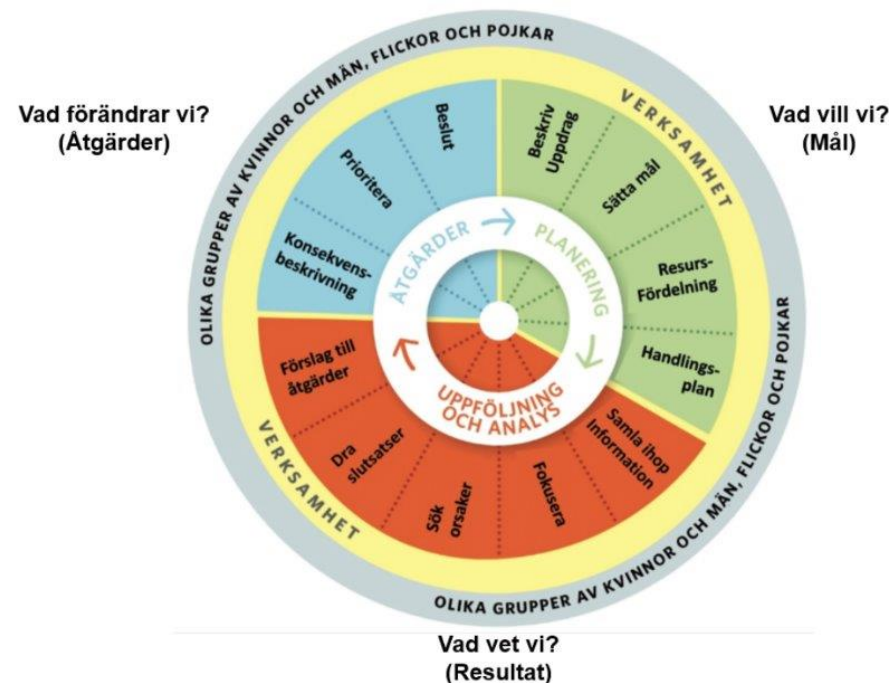 OLIKA GRUPPER AV KVINNOR OCH MÄN, FLICKOR OCH POJKAR
Vad förändrar vi?
(Åtgärder)
Vad vill vi?
(Mål)
VERKSAMHET
Beslut
Beskriv
Uppdrag
Prioritera
Sätta mål
Konsekvens-
beskrivning
Resurs-
Fördelning
ÅTGÄRDER
PLANERING
Handlings-
plan
Förslag till
åtgärder
UPPFÖLJNING
OCH ANALYS
Samla ihop
Information
Dra
slutsatser
Sök
orsaker
Fokusera
VERKSAMHET
OLIKA GRUPPER AV KVINNOR OCH MÄN, FLICKOR OCH POJKAR
Vad vet vi?
(Resultat)